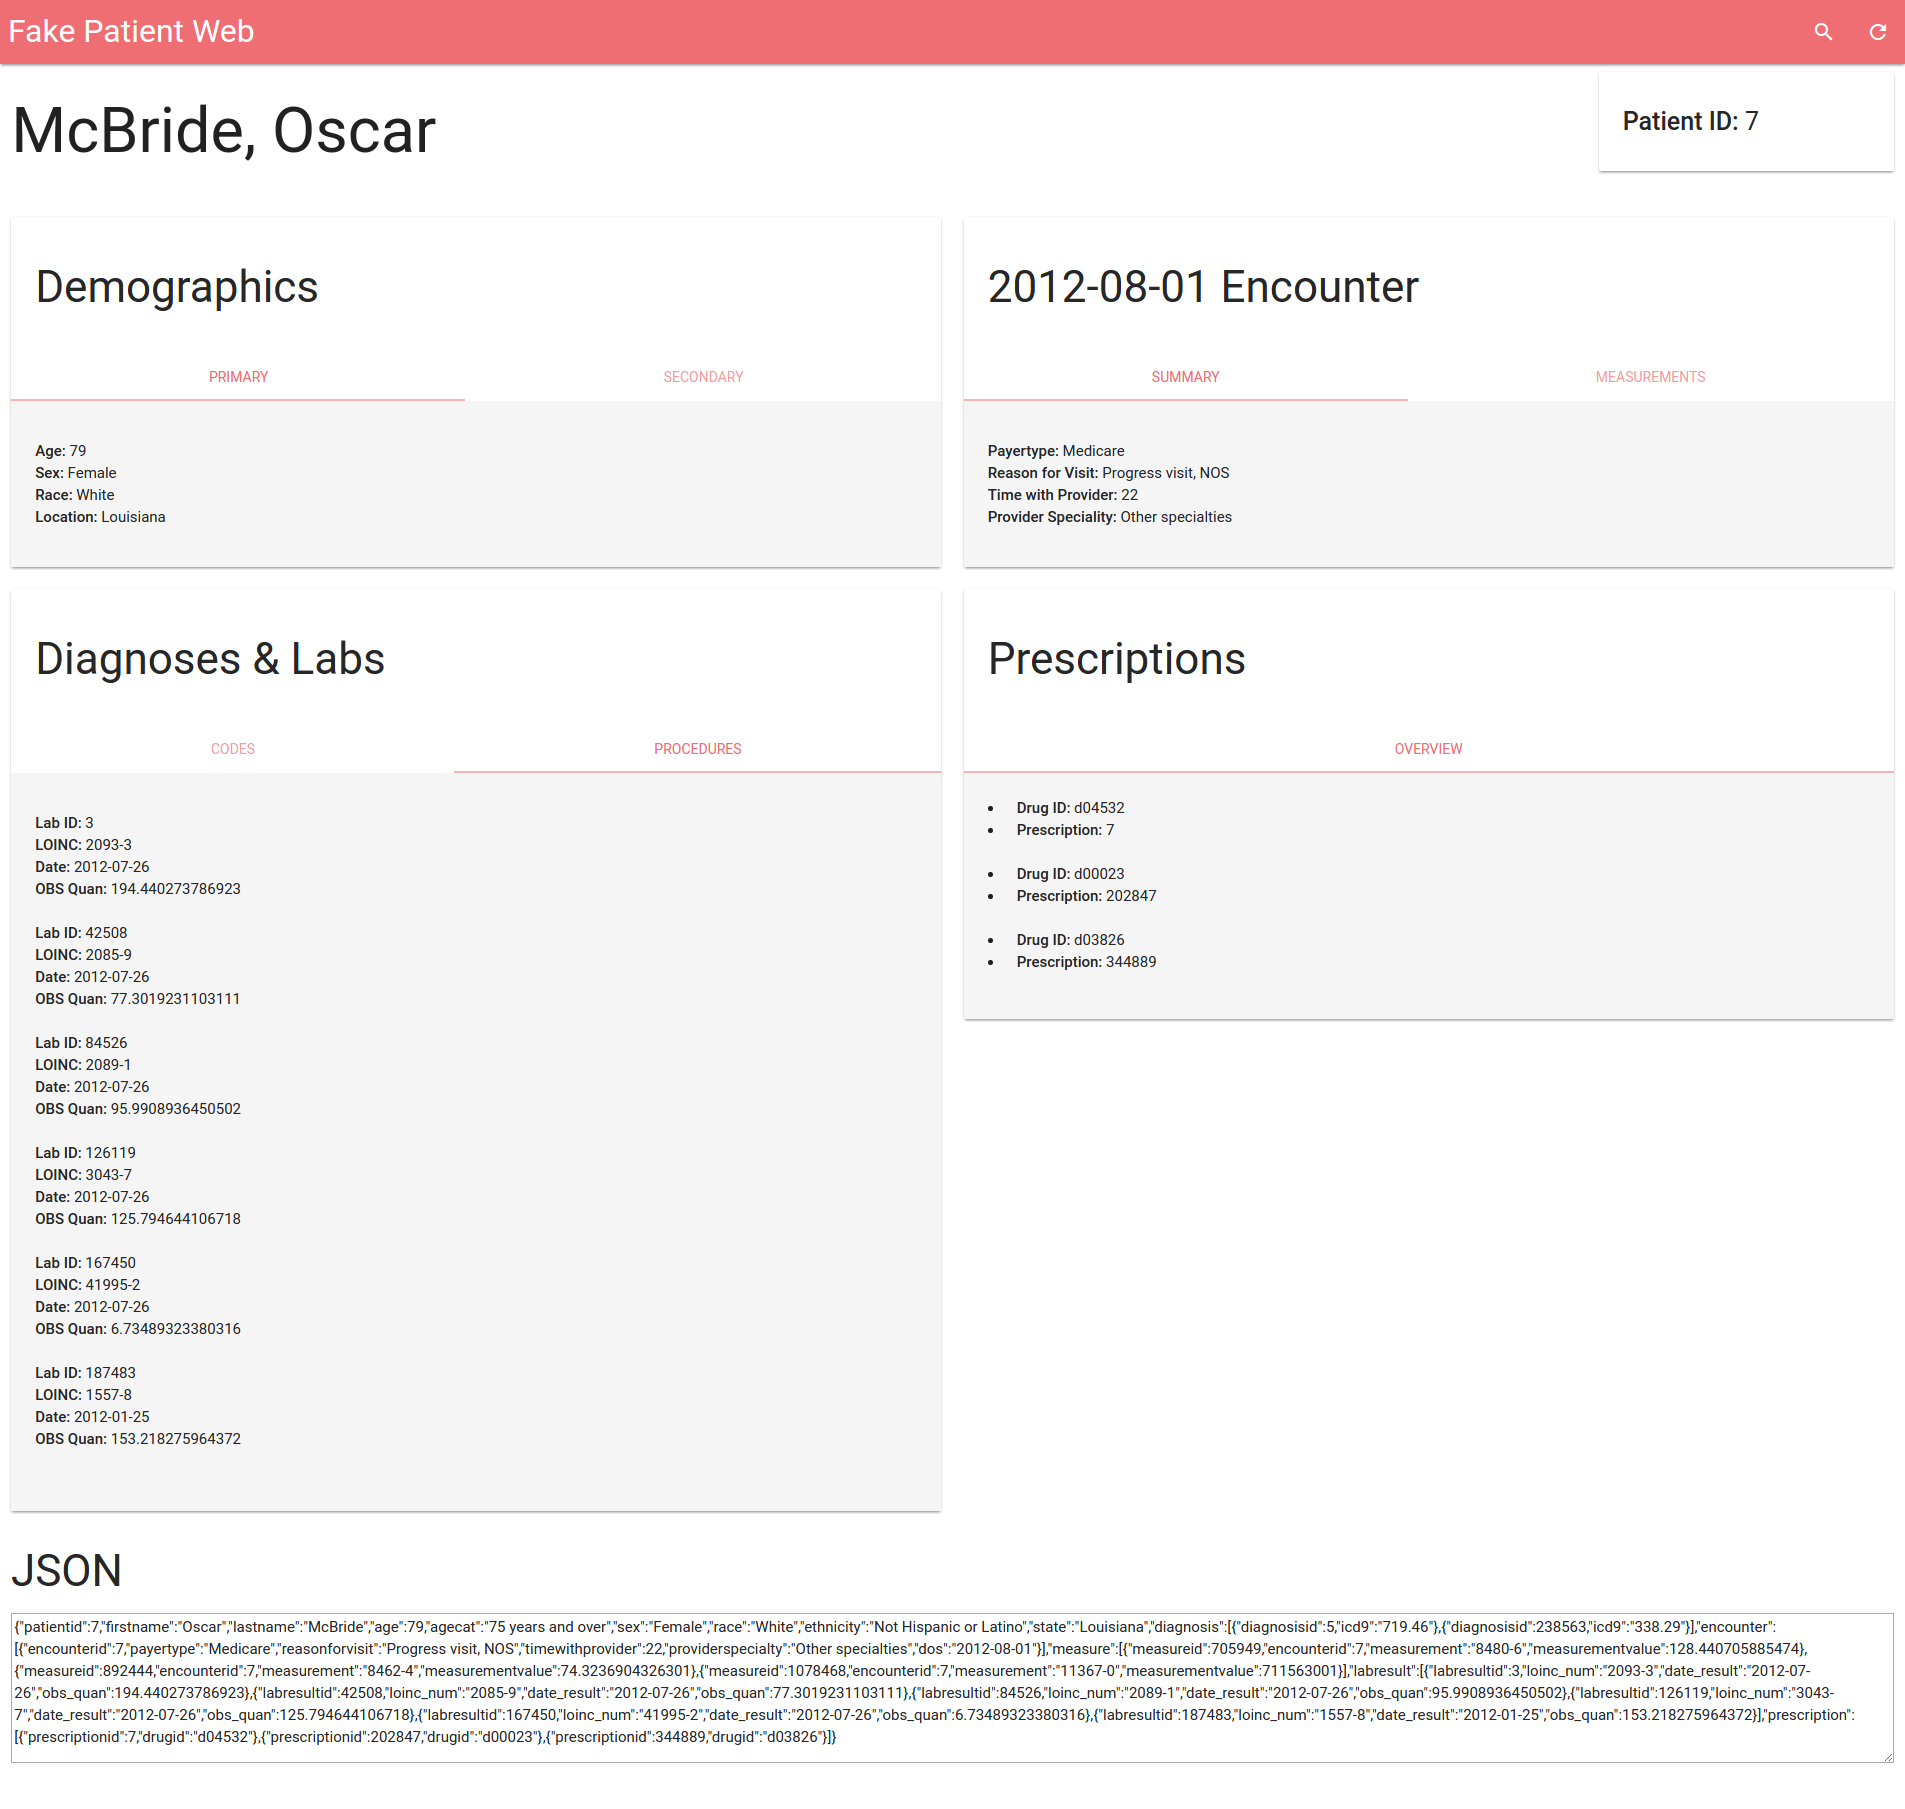 Fake Patient Web
McBride, Oscar
Patient ID: 7
Demographics
PRIMARY
SECONDARY
Age: 79
Sex: Female
Race: White
Location: Louisiana
2012-08-01 Encounter
SUMMARY
MEASUREMENTS
Payertype: Medicare
Reason for Visit: Progress visit, NOS
Time with Provider: 22
Provider Speciality: Other specialties
Diagnoses & Labs
CODES
PROCEDURES
Lab ID: 3
LOINC: 2093-3
Date: 2012-07-26
OBS Quan: 194.440273786923
Lab ID: 42508
LOINC: 2085-9
Date: 2012-07-26
OBS Quan: 77.3019231103111
Lab ID: 84526
LOINC: 2089-1
Date: 2012-07-26
OBS Quan: 95.9908936450502
Lab ID: 126119
LOINC: 3043-7
Date: 2012-07-26
OBS Quan: 125.794644106718
Lab ID: 167450
LOINC: 41995-2
Date: 2012-07-26
OBS Quan: 6.73489323380316
Lab ID: 187483
LOINC: 1557-8
Date: 2012-01-25
OBS Quan: 153.218275964372
Prescriptions
OVERVIEW
• Drug ID: d04532
• Prescription: 7
• Drug ID: d00023
• Prescription: 202847
• Drug ID: d03826
• Prescription: 344889
JSON
{"patientid":7,"firstname":"Oscar","lastname":"McBride","age":79,"agecat":"75 years and over","sex":"Female","race":"White","ethnicity":"Not Hispanic or Latino","state":"Louisiana","diagnosis":[{"diagnosisid":5,"icd9":"719.46"},{"diagnosisid":238563,"icd9":"338.29"}],"encounter":
[{"encounterid":7,"payertype":"Medicare","reasonforvisit":"Progress visit, NOS","timewithprovider":22,"providerspecialty":"Other specialties","dos":"2012-08-01"}],"measure":[{"measureid":705949,"encounterid":7,"measurement":"8480-6","measurementvalue":128.440705885474},
{"measureid":892444,"encounterid":7,"measurement":"8462-4","measurementvalue":74.3236904326301},{"measureid":1078468,"encounterid":7,"measurement":"11367-0","measurementvalue":711563001}],"labresult":[{"labresultid":3,"loinc_num":"2093-3","date_result":"2012-07-
26","obs_quan":194.440273786923},{"labresultid":42508,"loinc_num":"2085-9","date_result":"2012-07-26","obs_quan":77.3019231103111},{"labresultid":84526,"loinc_num":"2089-1","date_result":"2012-07-26","obs_quan":95.9908936450502},{"labresultid":126119,"loinc_num":"3043-
7","date_result":"2012-07-26","obs_quan":125.794644106718},{"labresultid":167450,"loinc_num":"41995-2","date_result":"2012-07-26","obs_quan":6.73489323380316},{"labresultid":187483,"loinc_num":"1557-8","date_result":"2012-01-25","obs_quan":153.218275964372}],"prescription":
[{"prescriptionid":7,"drugid":"d04532"},{"prescriptionid":202847,"drugid":"d00023"},{"prescriptionid":344889,"drugid":"d03826"}]}